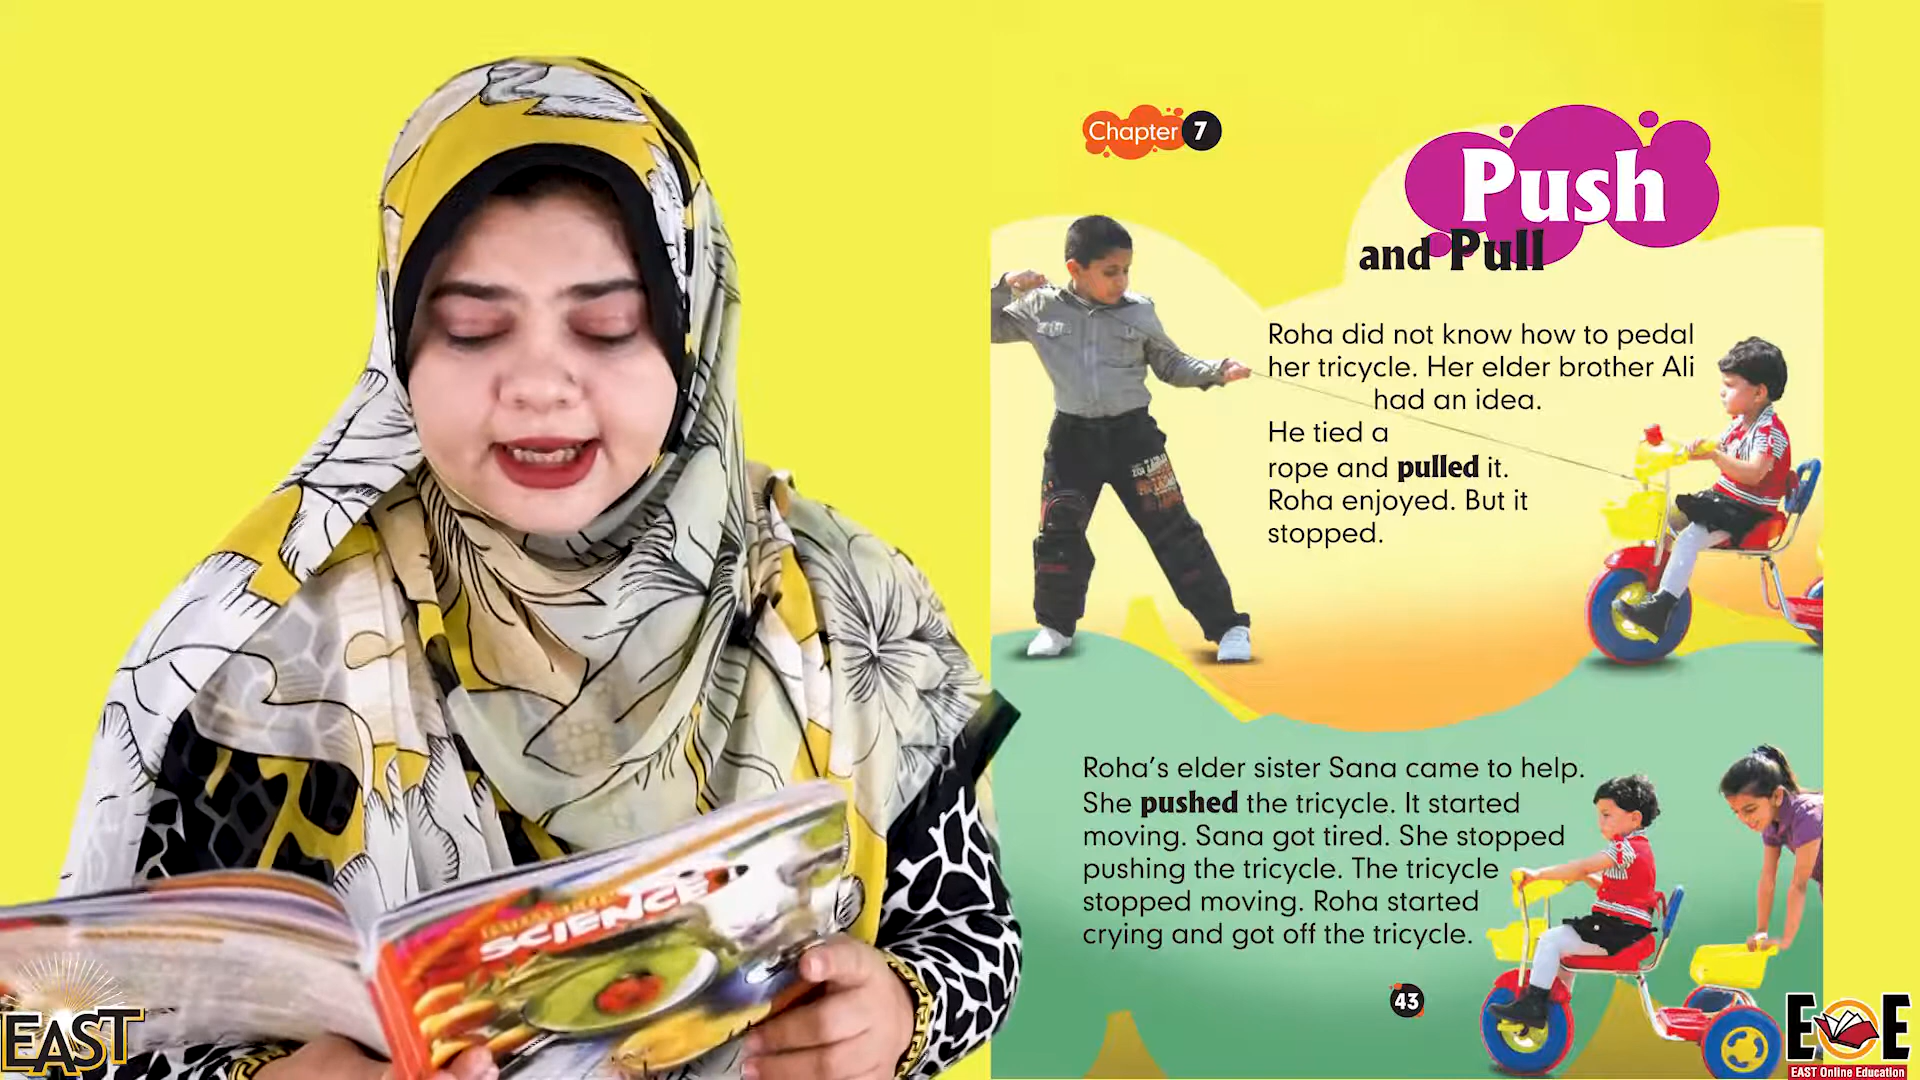 Chapter 7
Push
and Pull
Roha did not know how to pedal
her tricycle. Her elder brother Ali
had an idea.
He tied a
rope and pulled it.
Roha enjoyed. But it
stopped.
Roha's elder sister Sana came to help.
She pushed the tricycle. It started
moving. Sana got tired. She stopped
pushing the tricycle. The tricycle
stopped moving. Roha started
crying and got off the tricycle.
43
SCIENCE
EAST
EOE
EAST Online Education